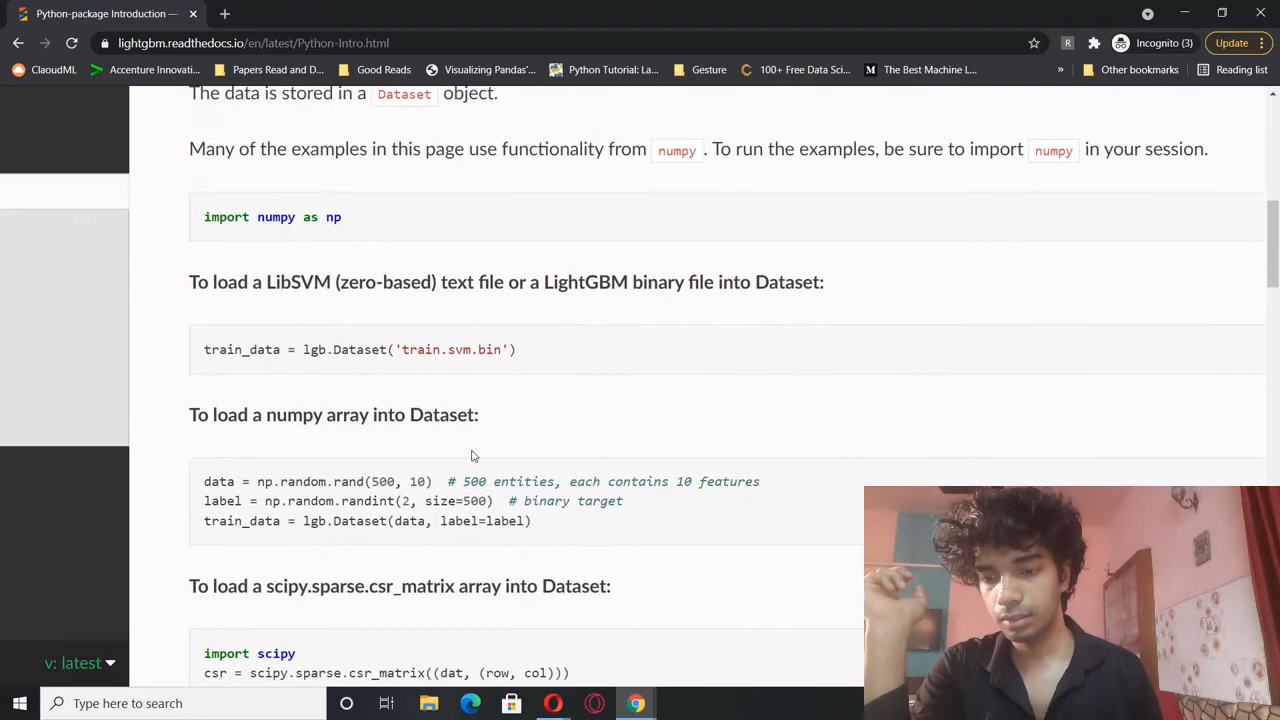 Python-package Introduction —
lightgbm.readthedocs.io/en/latest/Python-Intro.html
R
Incognito (3)
Update
ClaoudML
Accenture Innovati...
Papers Read and D...
Good Reads
Visualizing Pandas'...
Python Tutorial: La...
Gesture
100+ Free Data Sci...
The Best Machine L...
»
Other bookmarks
Reading list
The data is stored in a Dataset object.
Many of the examples in this page use functionality from numpy . To run the examples, be sure to import numpy in your session.
import numpy as np
To load a LibSVM (zero-based) text file or a LightGBM binary file into Dataset:
train_data = lgb.Dataset('train.svm.bin')
To load a numpy array into Dataset:
data = np.random.rand(500, 10) # 500 entities, each contains 10 features
label = np.random.randint(2, size=500) # binary target
train_data = lgb.Dataset(data, label=label)
To load a scipy.sparse.csr_matrix array into Dataset:
import scipy
csr = scipy.sparse.csr_matrix((dat, (row, col)))
v: latest
Type here to search